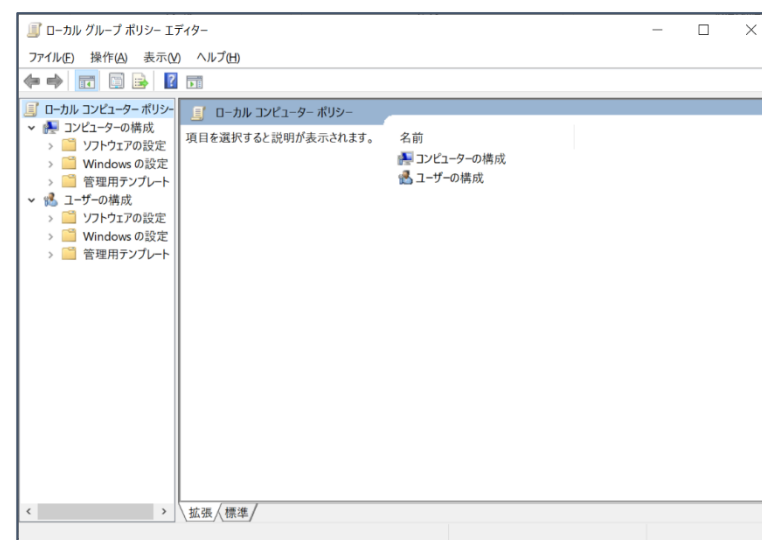 ローカル グループ ポリシー エディター
ファイル(F) 操作(A) 表示(V) ヘルプ(H)
ローカル コンピューター ポリシー
コンピューターの構成
ソフトウェアの設定
Windows の設定
管理用テンプレート
ユーザーの構成
ソフトウェアの設定
Windows の設定
管理用テンプレート
ローカル コンピューター ポリシー
項目を選択すると説明が表示されます。
名前
コンピューターの構成
ユーザーの構成
拡張 標準